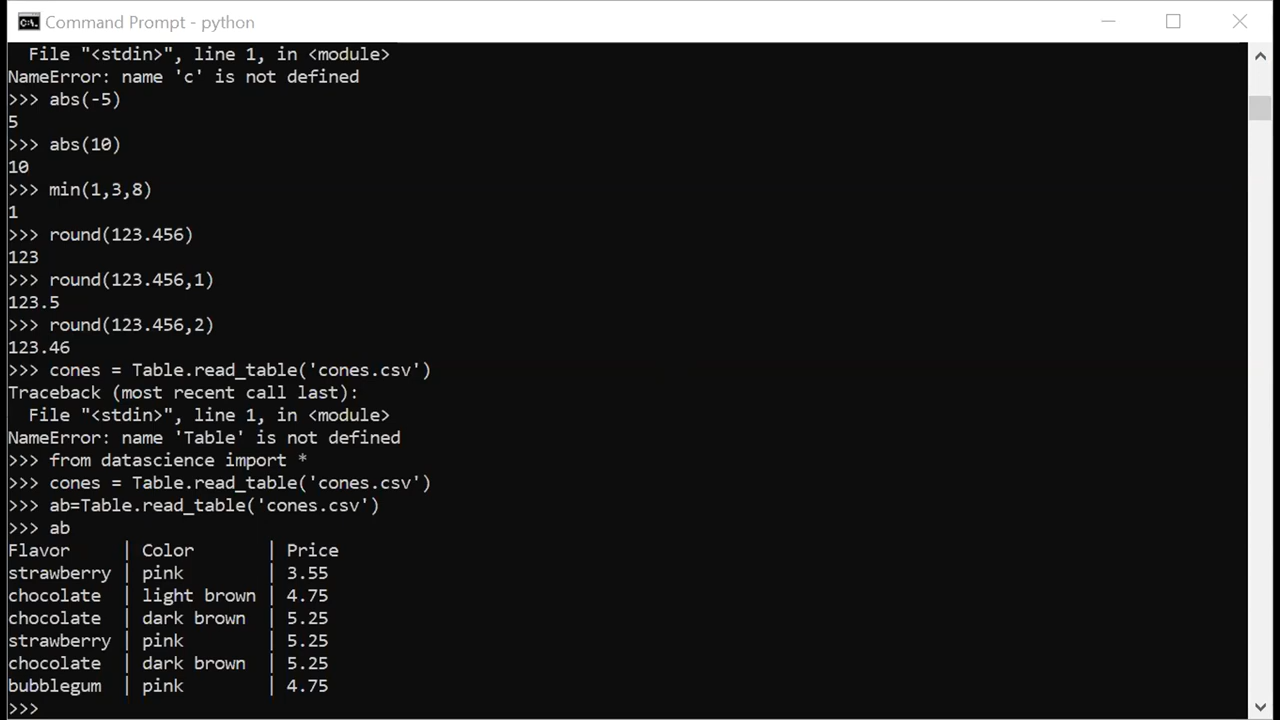 Command Prompt - python
  File "<stdin>", line 1, in <module>
NameError: name 'c' is not defined
>>> abs(-5)
5
>>> abs(10)
10
>>> min(1,3,8)
1
>>> round(123.456)
123
>>> round(123.456,1)
123.5
>>> round(123.456,2)
123.46
>>> cones = Table.read_table('cones.csv')
Traceback (most recent call last):
  File "<stdin>", line 1, in <module>
NameError: name 'Table' is not defined
>>> from datascience import *
>>> cones = Table.read_table('cones.csv')
>>> ab=Table.read_table('cones.csv')
>>> ab
Flavor     | Color       | Price
strawberry | pink        | 3.55
chocolate  | light brown | 4.75
chocolate  | dark brown  | 5.25
strawberry | pink        | 5.25
chocolate  | dark brown  | 5.25
bubblegum  | pink        | 4.75
>>>